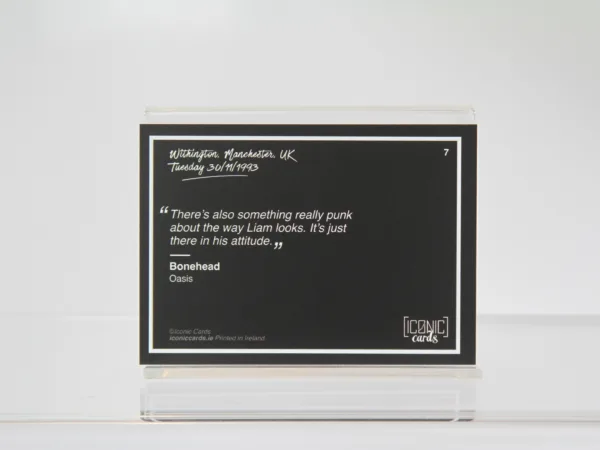 Withington, Manchester, UK
Tuesday 30/11/1993
7
“There's also something really punk
about the way Liam looks. It's just
there in his attitude.”
Bonehead
Oasis
©Iconic Cards
iconiccards.ie Printed in Ireland
[ICONIC]
cards